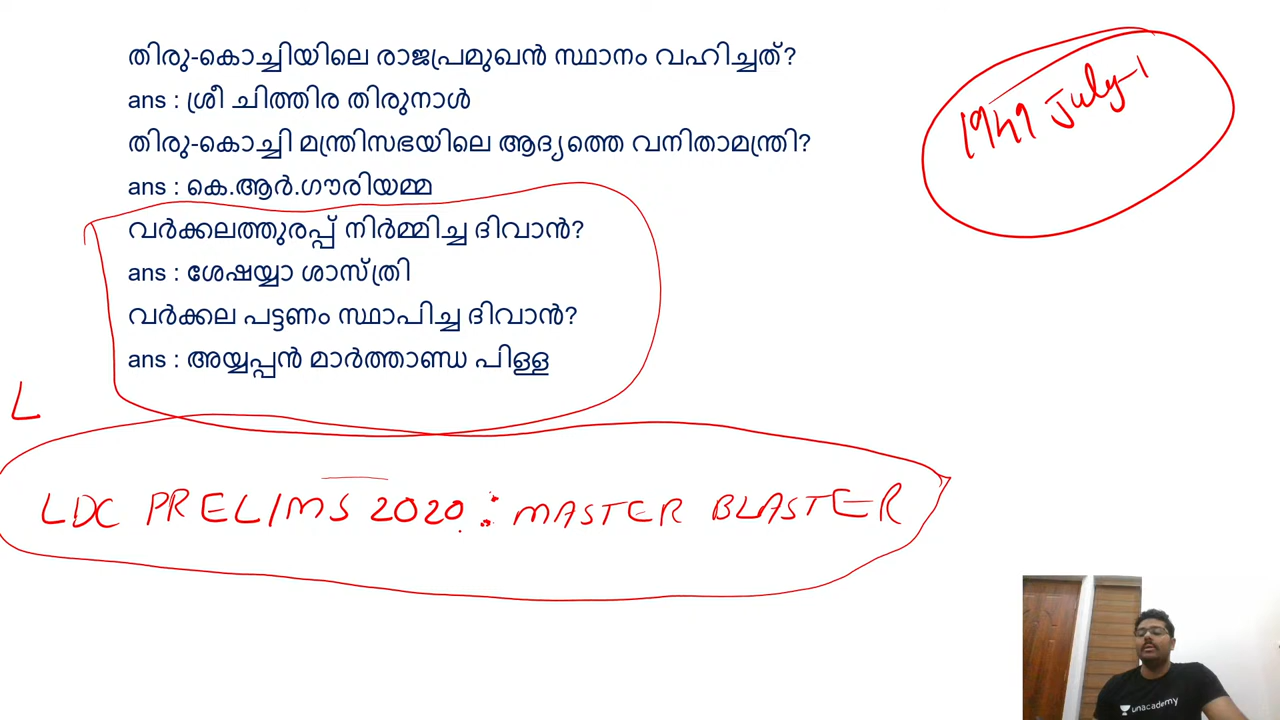 തിരു-കൊച്ചിയിലെ രാജപ്രമുഖൻ സ്ഥാനം വഹിച്ചത്?
ans : ശ്രീ ചിത്തിര തിരുനാൾ
തിരു-കൊച്ചി മന്ത്രിസഭയിലെ ആദ്യത്തെ വനിതാമന്ത്രി?
ans : കെ.ആർ.ഗൗരിയമ്മ
വർക്കലത്തുരപ്പ് നിർമ്മിച്ച ദിവാൻ?
ans : ശേഷയ്യാ ശാസ്ത്രി
വർക്കല പട്ടണം സ്ഥാപിച്ച ദിവാൻ?
ans : അയ്യപ്പൻ മാർത്താണ്ഡ പിള്ള
1949 July-1
L
LDC PRELIMS 2020 : MASTER BLASTER
unacademy